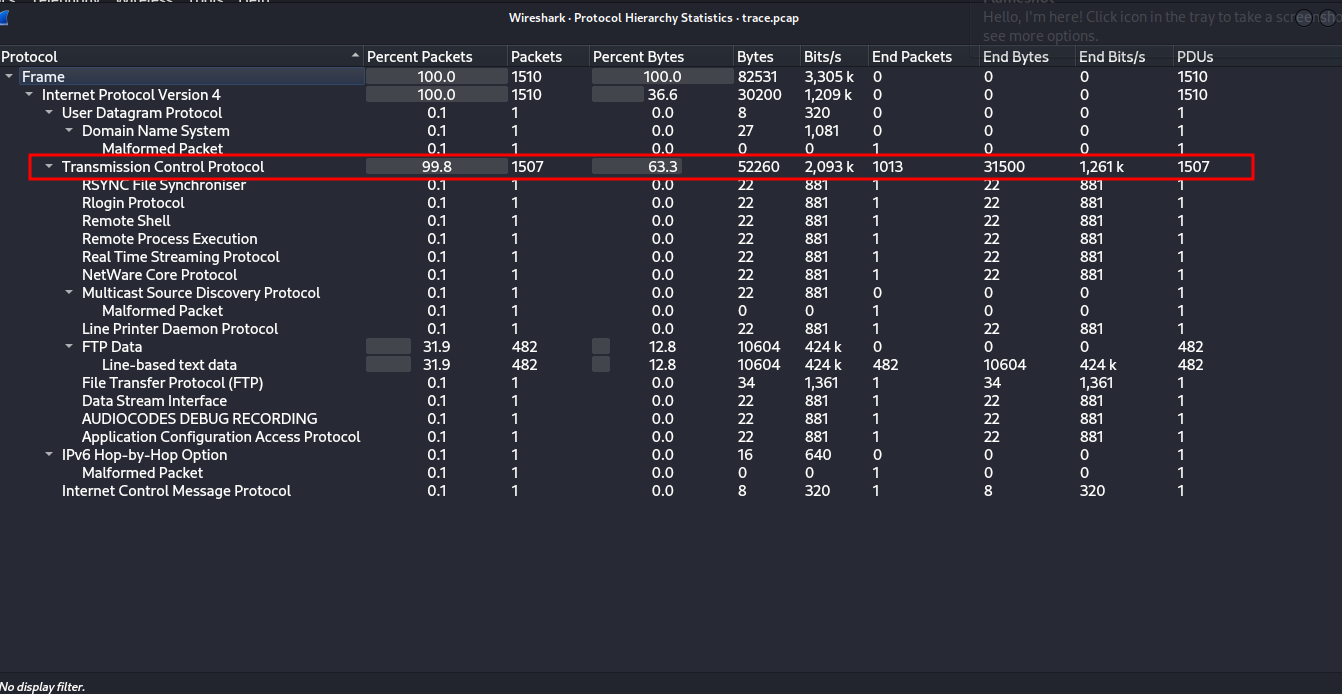 Wireshark · Protocol Hierarchy Statistics · trace.pcap
Hello, I'm here! Click icon in the tray to take a screensho
see more options.
Protocol Percent Packets Packets Percent Bytes Bytes Bits/s End Packets End Bytes End Bits/s PDUs
Frame 100.0 1510 100.0 82531 3,305 k 0 0 0 1510
Internet Protocol Version 4 100.0 1510 36.6 30200 1,209 k 0 0 0 1510
User Datagram Protocol 0.1 1 0.0 8 320 0 0 0 1
Domain Name System 0.1 1 0.0 27 1,081 0 0 0 1
Malformed Packet 0.1 1 0.0 0 0 1 0 0 1
Transmission Control Protocol 99.8 1507 63.3 52260 2,093 k 1013 31500 1,261 k 1507
RSYNC File Synchroniser 0.1 1 0.0 22 881 1 22 881 1
Rlogin Protocol 0.1 1 0.0 22 881 1 22 881 1
Remote Shell 0.1 1 0.0 22 881 1 22 881 1
Remote Process Execution 0.1 1 0.0 22 881 1 22 881 1
Real Time Streaming Protocol 0.1 1 0.0 22 881 1 22 881 1
NetWare Core Protocol 0.1 1 0.0 22 881 1 22 881 1
Multicast Source Discovery Protocol 0.1 1 0.0 22 881 0 0 0 1
Malformed Packet 0.1 1 0.0 0 0 1 0 0 1
Line Printer Daemon Protocol 0.1 1 0.0 22 881 1 22 881 1
FTP Data 31.9 482 12.8 10604 424 k 0 0 0 482
Line-based text data 31.9 482 12.8 10604 424 k 482 10604 424 k 482
File Transfer Protocol (FTP) 0.1 1 0.0 34 1,361 1 34 1,361 1
Data Stream Interface 0.1 1 0.0 22 881 1 22 881 1
AUDIOCODES DEBUG RECORDING 0.1 1 0.0 22 881 1 22 881 1
Application Configuration Access Protocol 0.1 1 0.0 22 881 1 22 881 1
IPv6 Hop-by-Hop Option 0.1 1 0.0 16 640 0 0 0 1
Malformed Packet 0.1 1 0.0 0 0 1 0 0 1
Internet Control Message Protocol 0.1 1 0.0 8 320 1 8 320 1
No display filter.